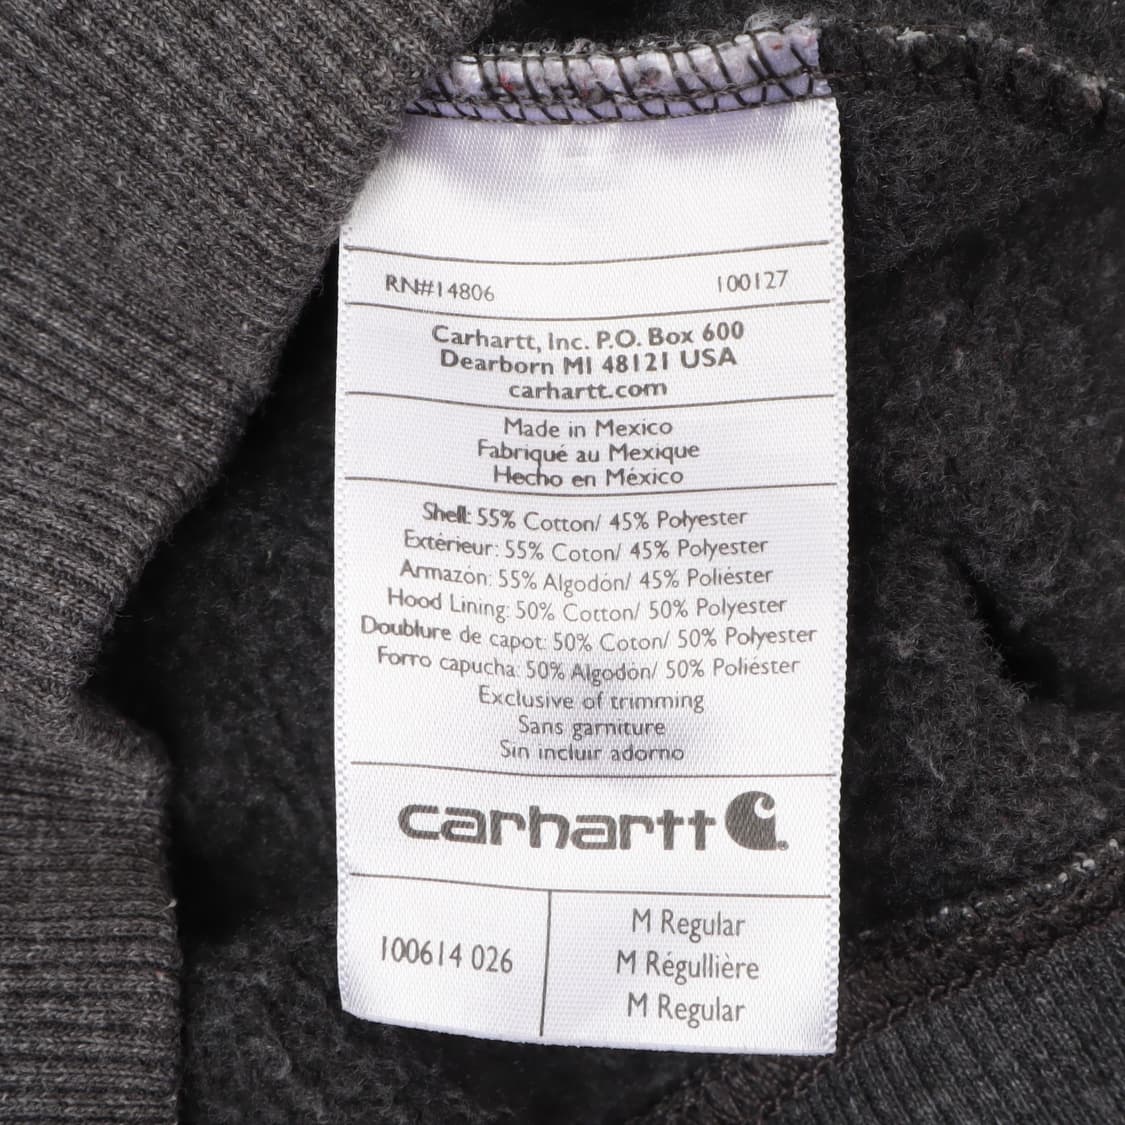 RN#14806 100127
Carhartt, Inc. P.O. Box 600
Dearborn MI 48121 USA
carhartt.com
Made in Mexico
Fabriqué au Mexique
Hecho en México
Shell: 55% Cotton/ 45% Polyester
Extérieur: 55% Coton/ 45% Polyester
Armazón: 55% Algodón/ 45% Poliéster
Hood Lining: 50% Cotton/ 50% Polyester
Doublure de capot: 50% Coton/ 50% Polyester
Forro capucha: 50% Algodón/ 50% Poliéster
Exclusive of trimming
Sans garniture
Sin incluir adorno
carhartt
100614 026
M Regular
M Régullière
M Regular